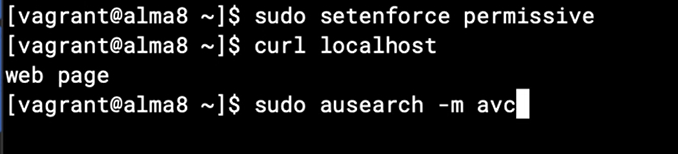 [vagrant@alma8 ~]$ sudo setenforce permissive
[vagrant@alma8 ~]$ curl localhost
web page
[vagrant@alma8 ~]$ sudo ausearch -m avc